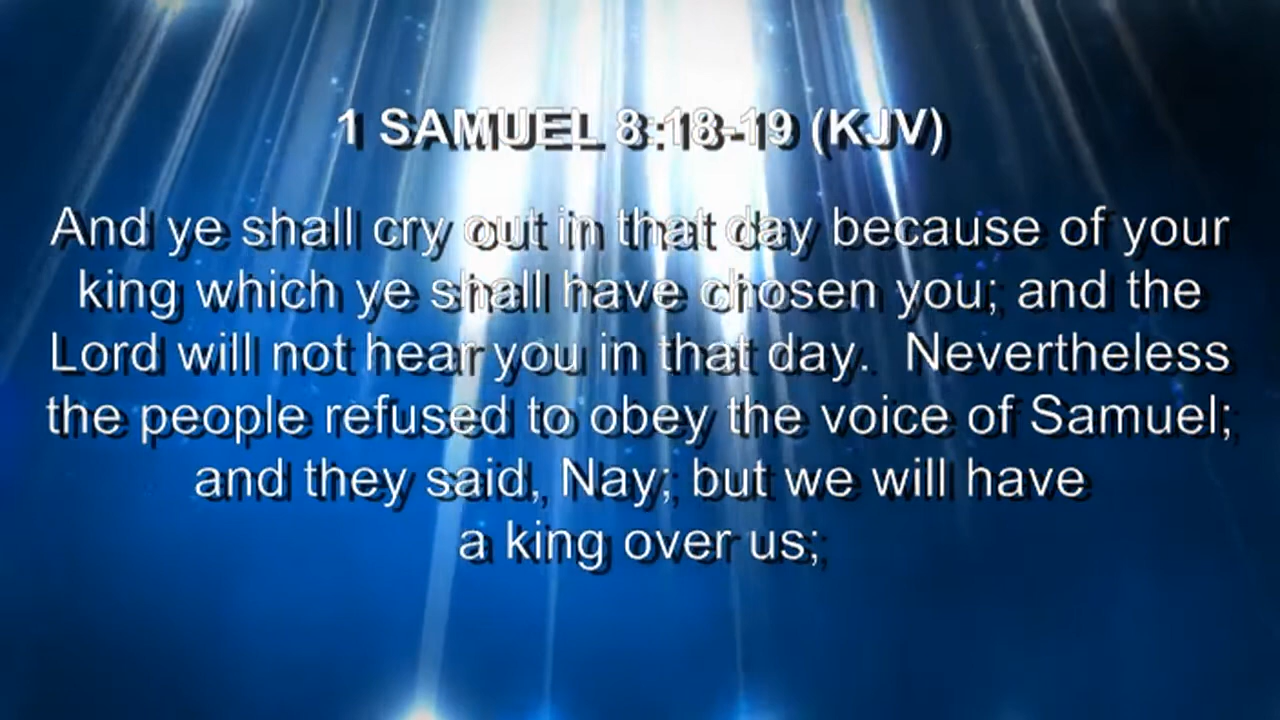 1 SAMUEL 8:18-19 (KJV)
And ye shall cry out in that day because of your
king which ye shall have chosen you; and the
Lord will not hear you in that day.  Nevertheless
the people refused to obey the voice of Samuel;
and they said, Nay; but we will have
a king over us;